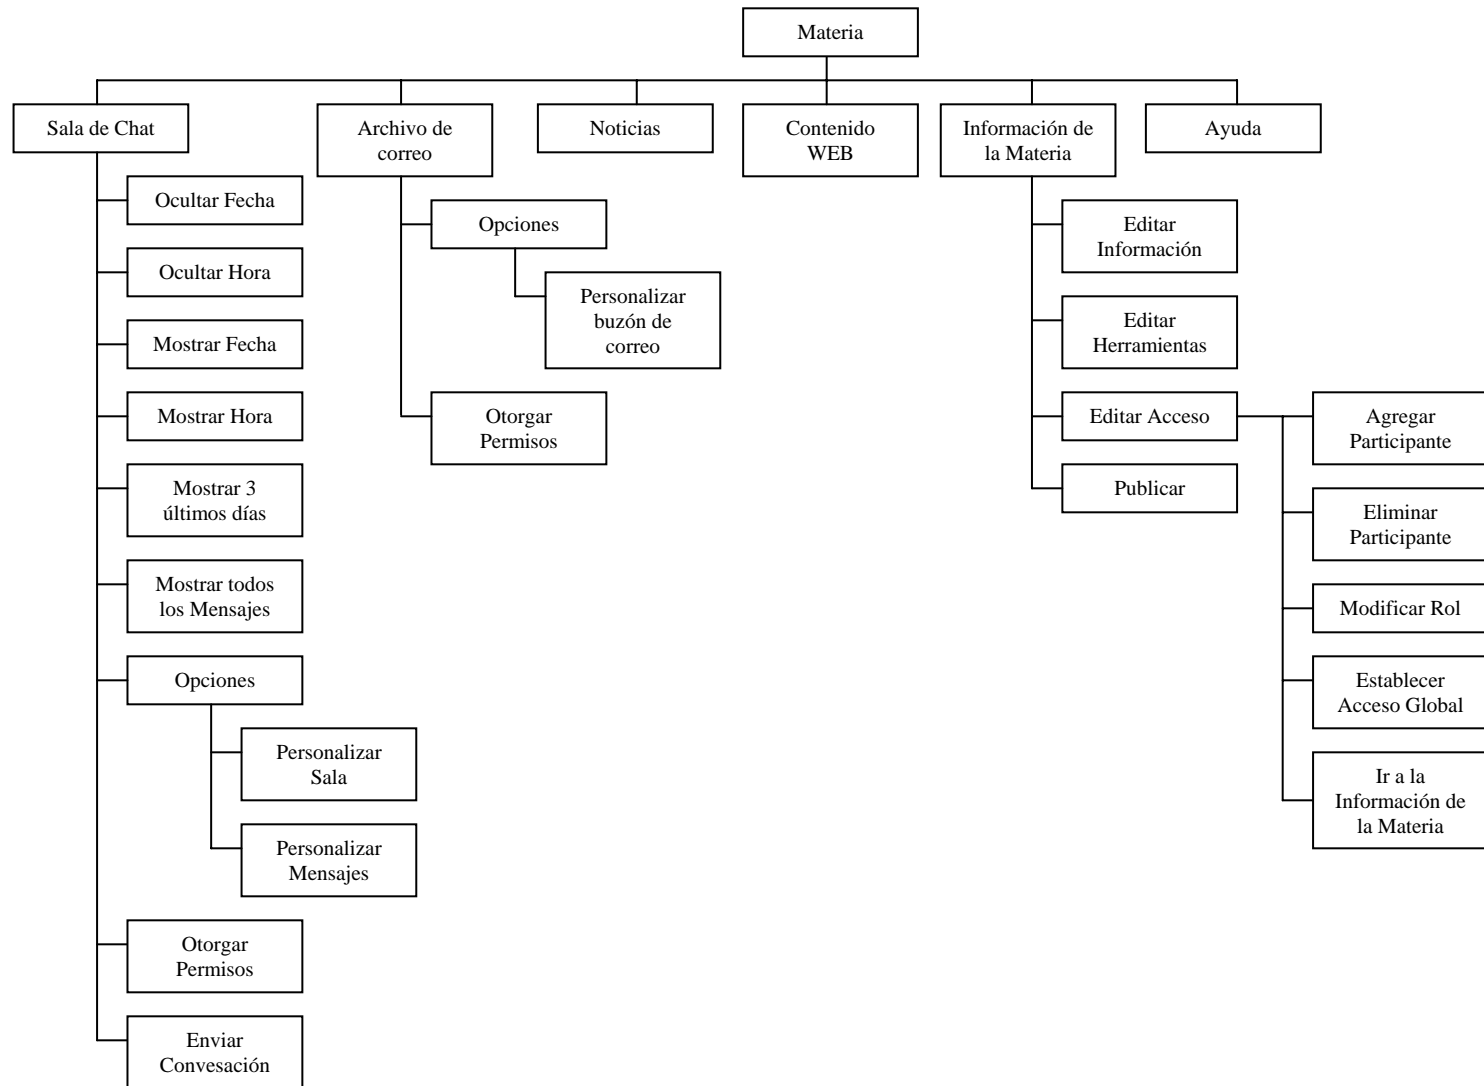 Materia
Sala de Chat
Archivo de
correo
Noticias
Contenido
WEB
Información de
la Materia
Ayuda
Ocultar Fecha
Ocultar Hora
Mostrar Fecha
Mostrar Hora
Mostrar 3
últimos días
Mostrar todos
los Mensajes
Opciones
Personalizar
Sala
Personalizar
Mensajes
Otorgar
Permisos
Enviar
Convesación
Opciones
Personalizar
buzón de
correo
Otorgar
Permisos
Editar
Información
Editar
Herramientas
Editar Acceso
Publicar
Agregar
Participante
Eliminar
Participante
Modificar Rol
Establecer
Acceso Global
Ir a la
Información de
la Materia